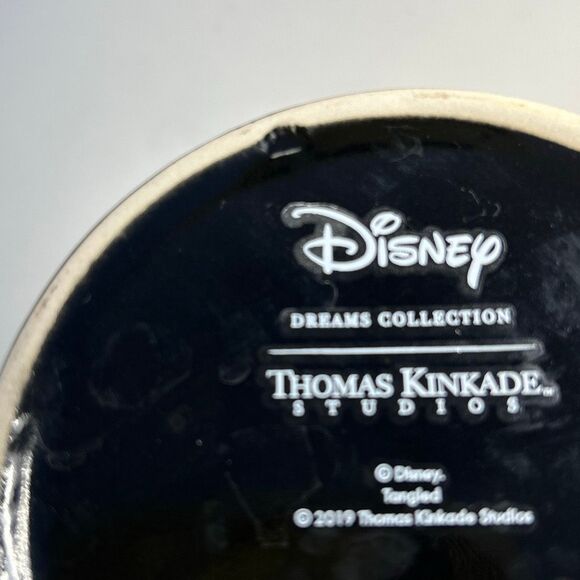 Disney
DREAMS COLLECTION
THOMAS KINKADE™
STUDIOS
© Disney.
Tangled
© 2019 Thomas Kinkade Studios